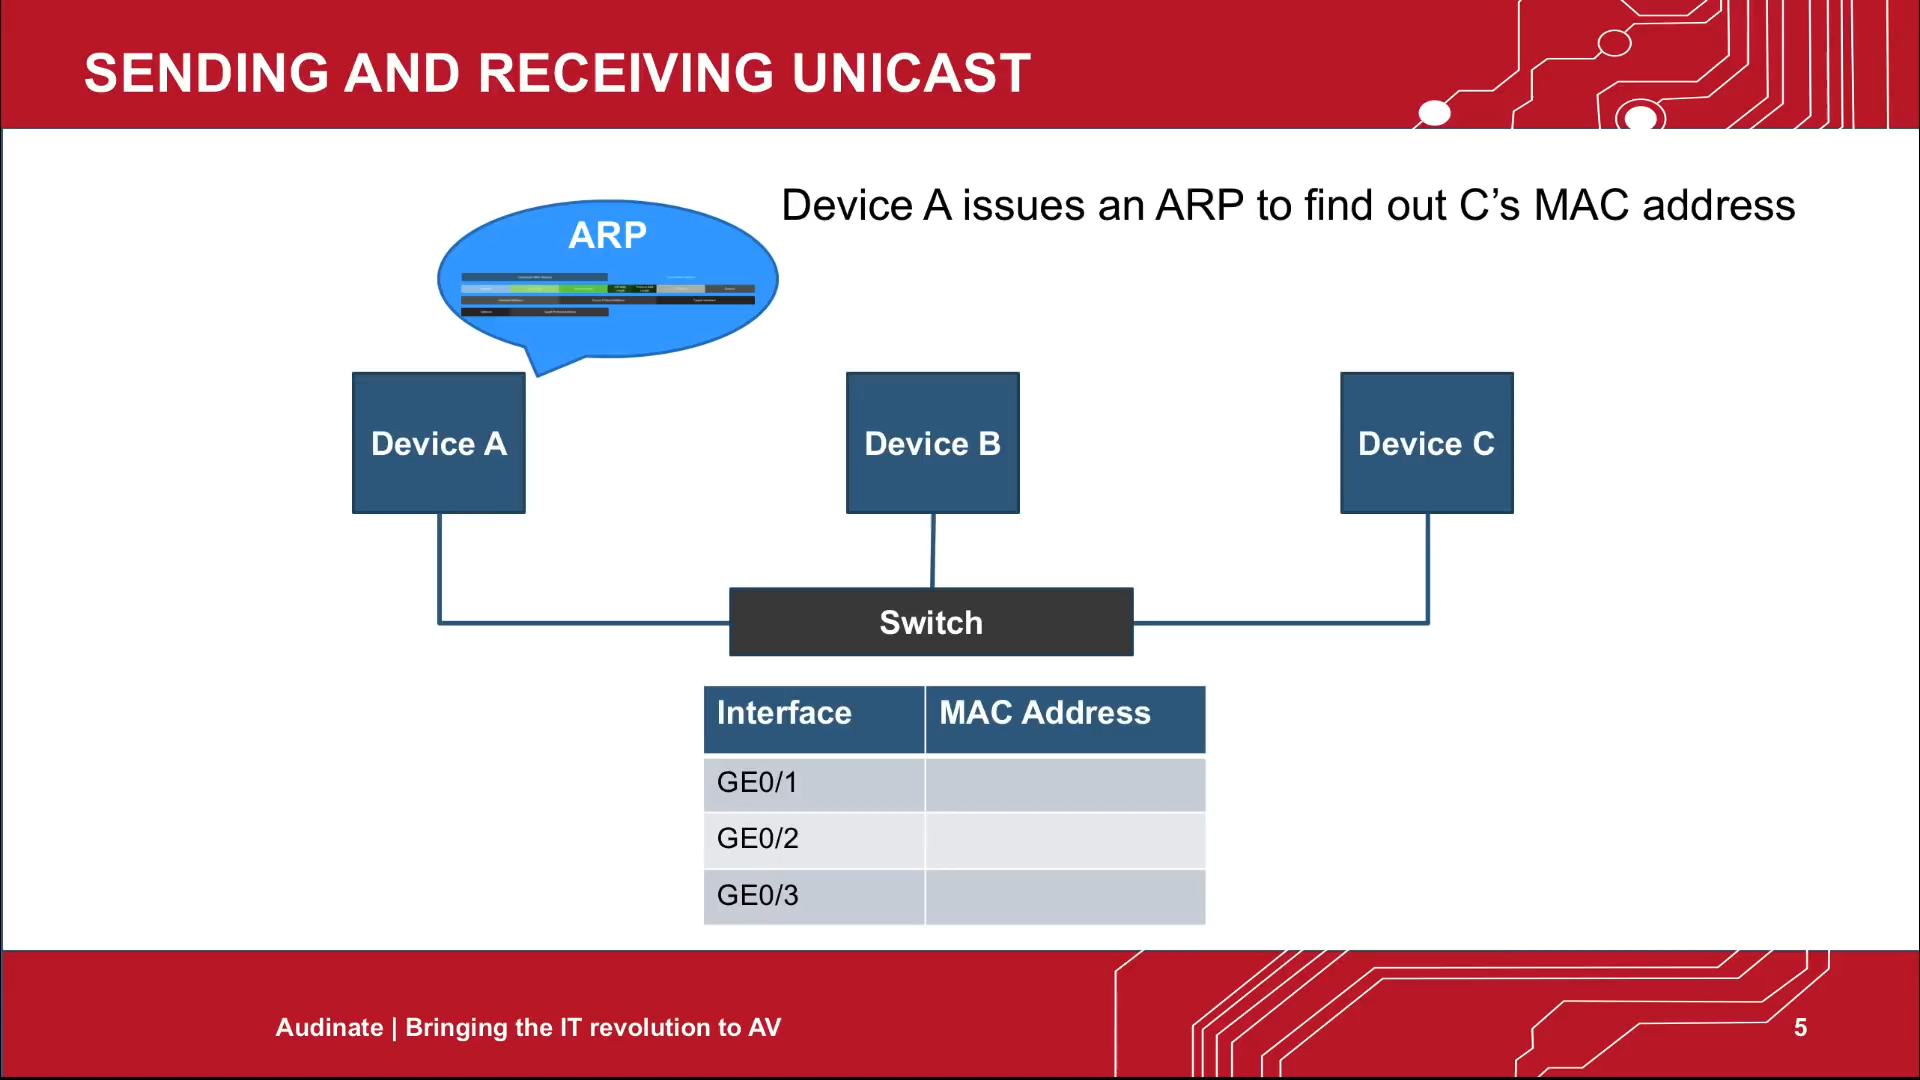 SENDING AND RECEIVING UNICAST
Device A issues an ARP to find out C’s MAC address
ARP
Device A
Device B
Device C
Switch
Interface MAC Address
GE0/1
GE0/2
GE0/3
Audinate | Bringing the IT revolution to AV
5